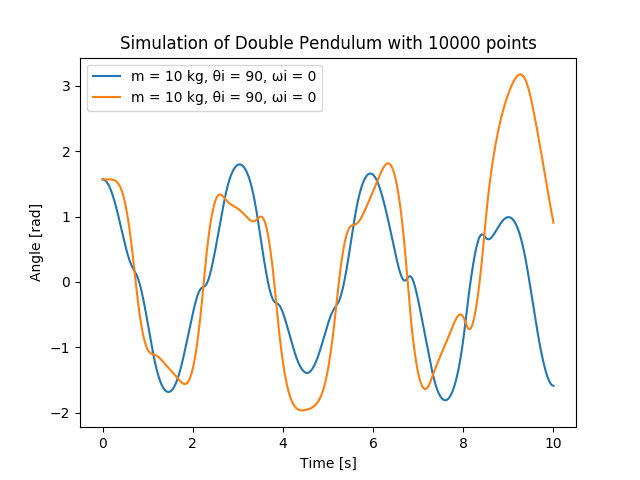 Simulation of Double Pendulum with 10000 points
m = 10 kg, θi = 90, ωi = 0
m = 10 kg, θi = 90, ωi = 0
3
2
1
0
−1
−2
Angle [rad]
0 2 4 6 8 10
Time [s]